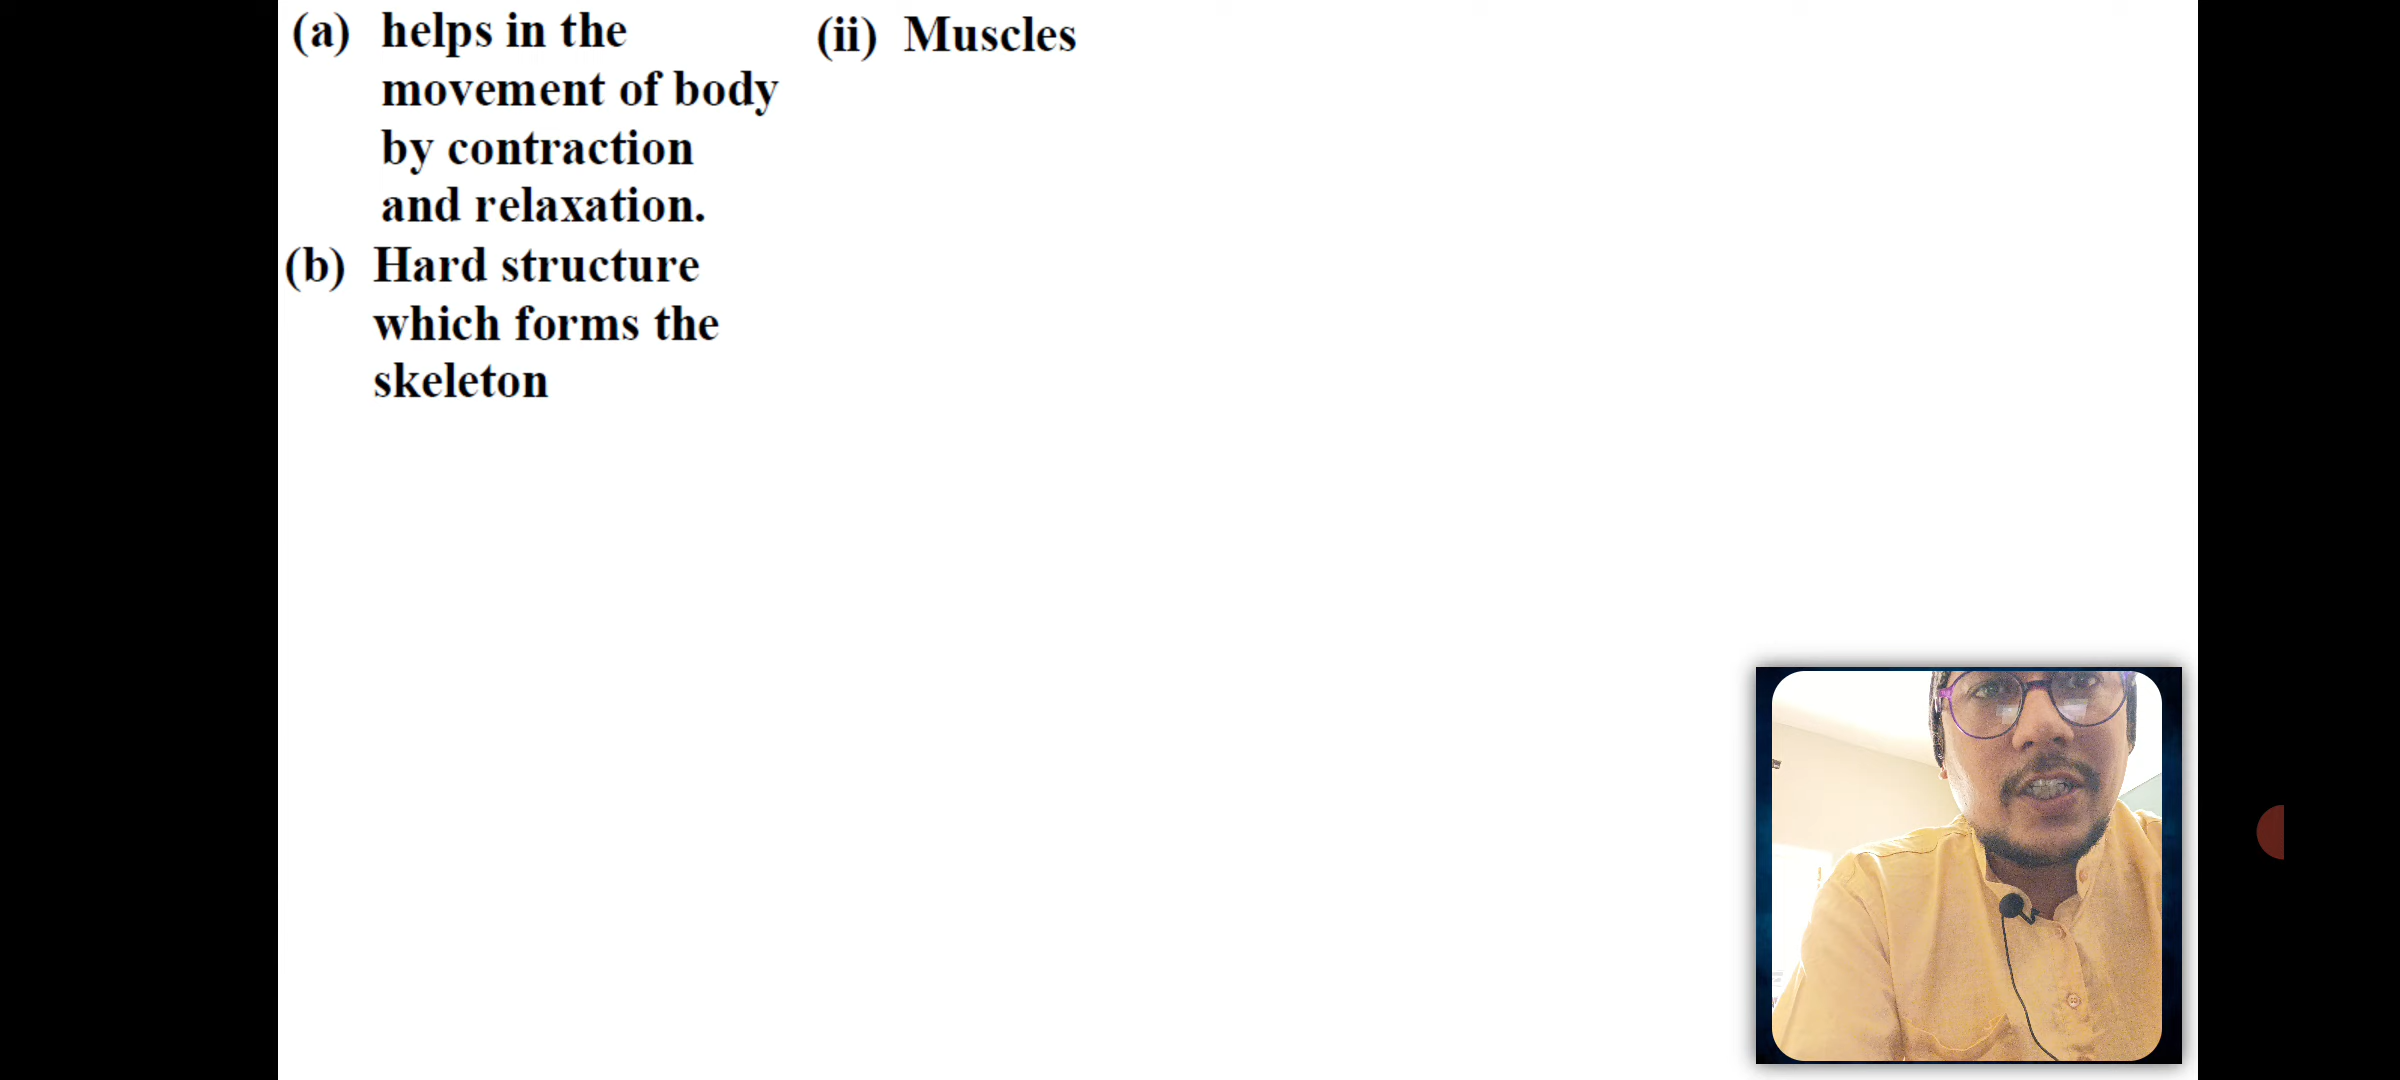 (a) helps in the (ii) Muscles
movement of body
by contraction
and relaxation.
(b) Hard structure
which forms the
skeleton